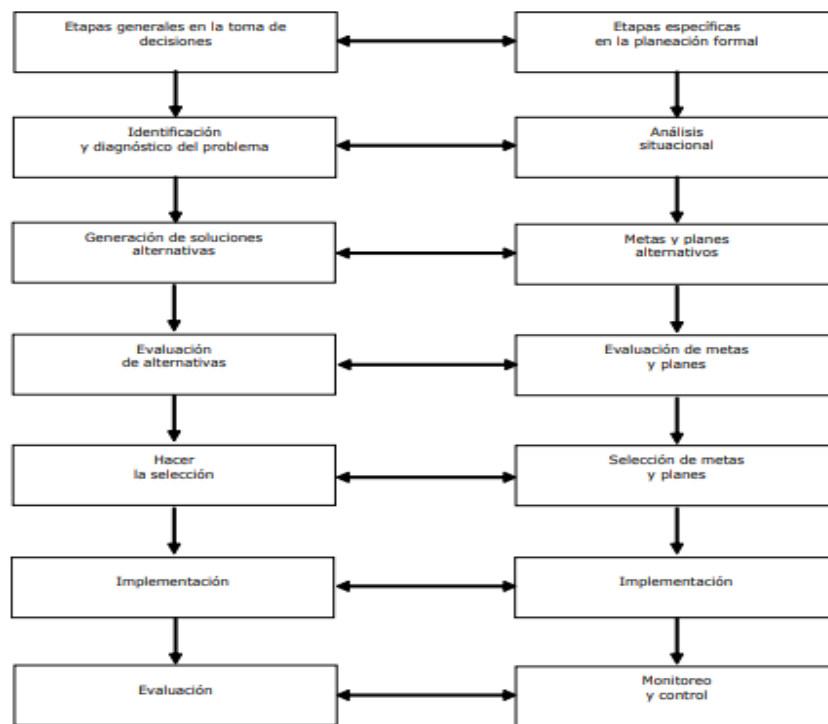 Etapas generales en la toma de
decisiones
Etapas específicas
en la planeación formal
Identificación
y diagnóstico del problema
Análisis
situacional
Generación de soluciones
alternativas
Metas y planes
alternativos
Evaluación
de alternativas
Evaluación de metas
y planes
Hacer
la selección
Selección de metas
y planes
Implementación
Implementación
Evaluación
Monitoreo
y control